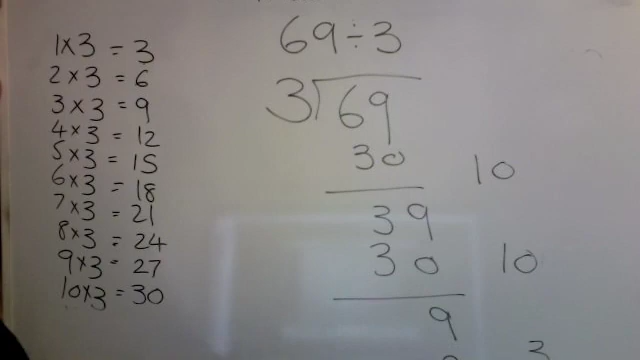 1x3 = 3
2x3 = 6
3x3 = 9
4x3 = 12
5x3 = 15
6x3 = 18
7x3 = 21
8x3 = 24
9x3 = 27
10x3 = 30
69÷3
3 69
30 10
39
30 10
9
3